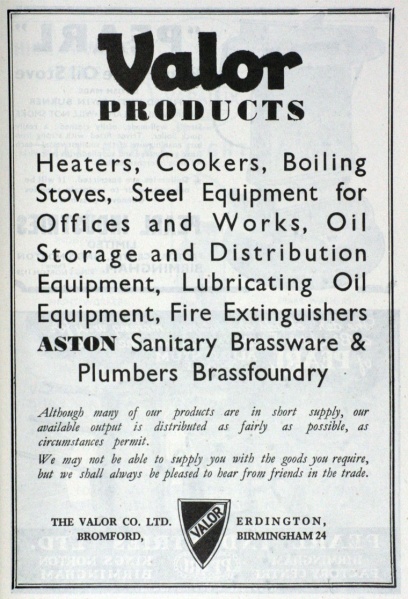 Valor
PRODUCTS
Heaters, Cookers, Boiling
Stoves, Steel Equipment for
Offices and Works, Oil
Storage and Distribution
Equipment, Lubricating Oil
Equipment, Fire Extinguishers
ASTON Sanitary Brassware &
Plumbers Brassfoundry
Although many of our products are in short supply, our
available output is distributed as fairly as possible, as
circumstances permit.
We may not be able to supply you with the goods you require,
but we shall always be pleased to hear from friends in the trade.
THE VALOR CO. LTD.
BROMFORD,
VALOR
ERDINGTON,
BIRMINGHAM 24